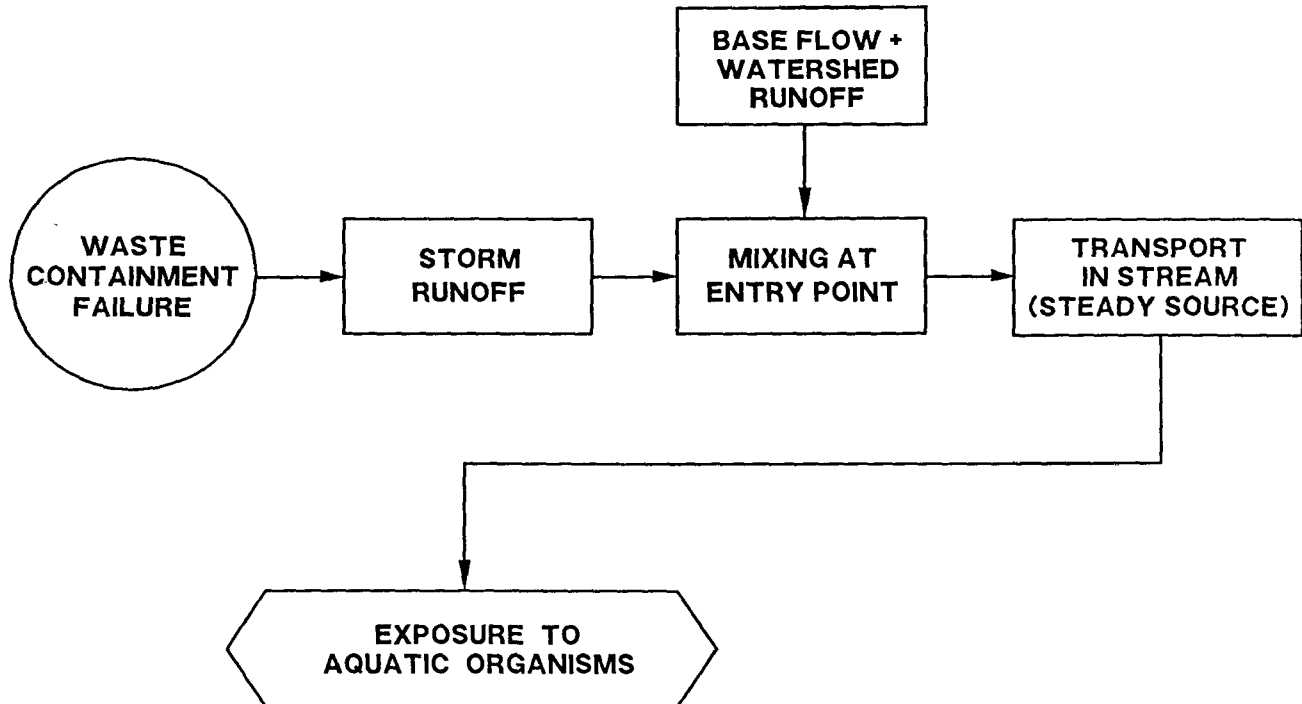 BASE FLOW +
WATERSHED
RUNOFF
WASTE
CONTAINMENT
FAILURE
STORM
RUNOFF
MIXING AT
ENTRY POINT
TRANSPORT
IN STREAM
(STEADY SOURCE)
EXPOSURE TO
AQUATIC ORGANISMS